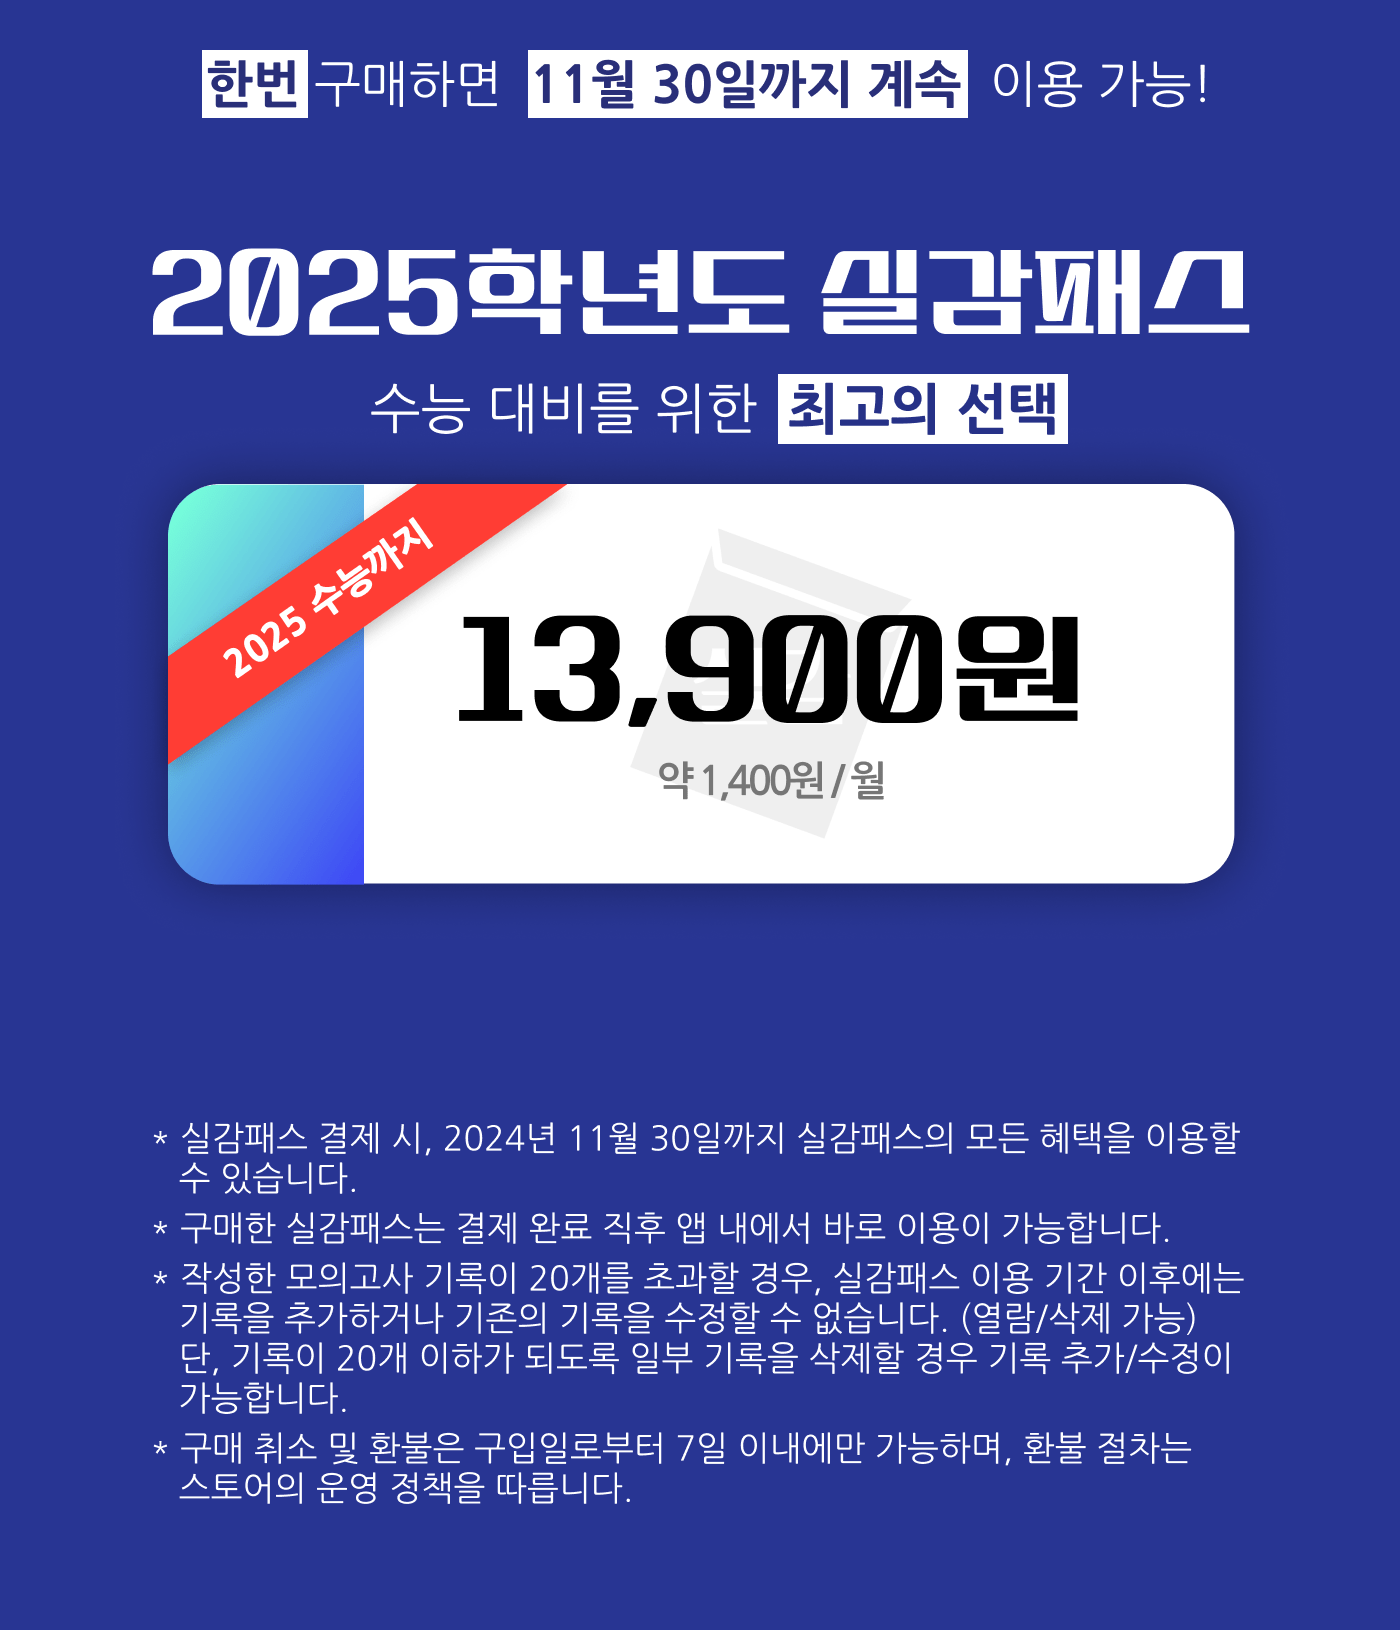 한번 구매하면 11월 30일까지 계속 이용 가능!
2025학년도 실감패스
수능 대비를 위한 최고의 선택
2025 수능까지
13,900원
약 1,400원 / 월
* 실감패스 결제 시, 2024년 11월 30일까지 실감패스의 모든 혜택을 이용할
수 있습니다.
* 구매한 실감패스는 결제 완료 직후 앱 내에서 바로 이용이 가능합니다.
* 작성한 모의고사 기록이 20개를 초과할 경우, 실감패스 이용 기간 이후에는
기록을 추가하거나 기존의 기록을 수정할 수 없습니다. (열람/삭제 가능)
단, 기록이 20개 이하가 되도록 일부 기록을 삭제할 경우 기록 추가/수정이
가능합니다.
* 구매 취소 및 환불은 구입일로부터 7일 이내에만 가능하며, 환불 절차는
스토어의 운영 정책을 따릅니다.